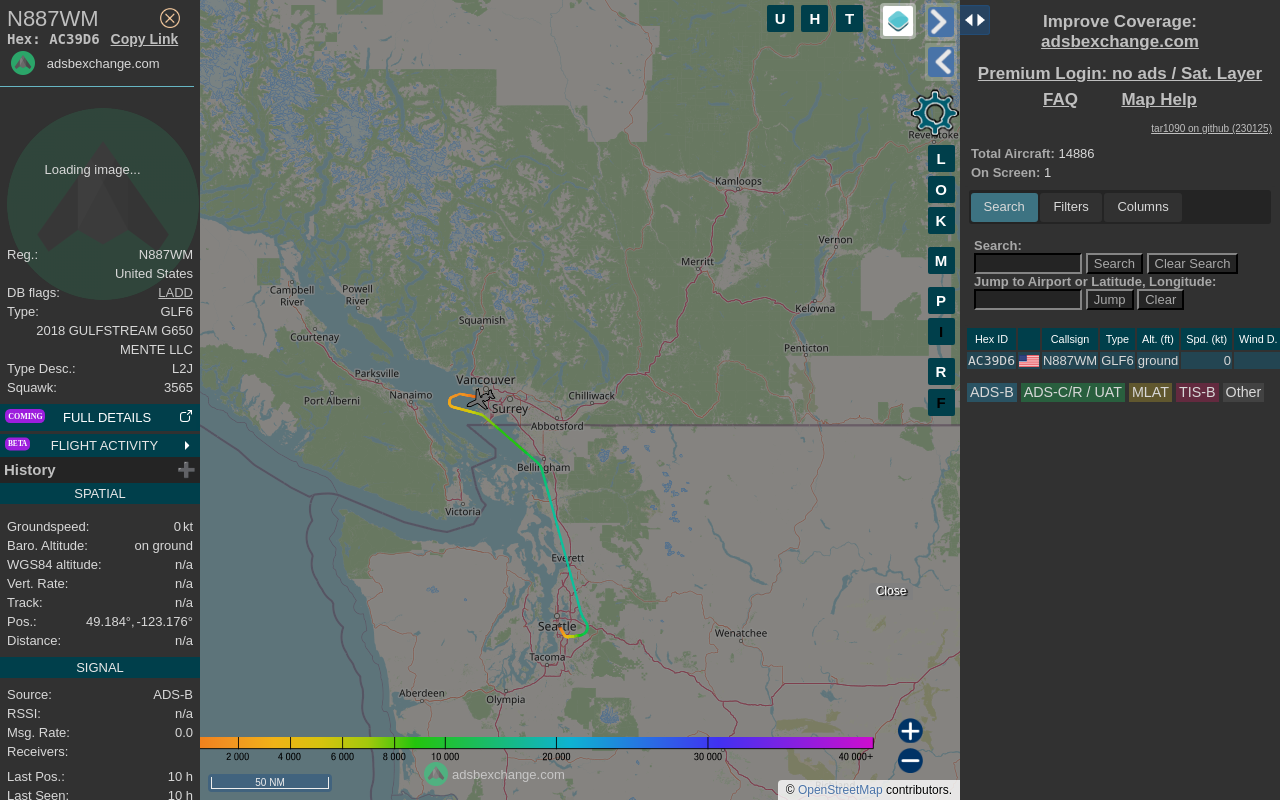 N887WM
Hex: AC39D6 Copy Link
adsbexchange.com
Loading image...
Reg.: N887WM
United States
DB flags: LADD
Type: GLF6
2018 GULFSTREAM G650
MENTE LLC
Type Desc.: L2J
Squawk: 3565
COMING FULL DETAILS
BETA FLIGHT ACTIVITY
History
SPATIAL
Groundspeed: 0 kt
Baro. Altitude: on ground
WGS84 altitude: n/a
Vert. Rate: n/a
Track: n/a
Pos.: 49.184°, -123.176°
Distance: n/a
SIGNAL
Source: ADS-B
RSSI: n/a
Msg. Rate: 0.0
Receivers:
Last Pos.: 10 h
Last Seen: 10 h
U H T
L
O
K
M
P
I
R
F
Revelstoke
Kamloops
Vernon
Merritt
Kelowna
Penticton
Campbell
River
Powell
River
Squamish
Courtenay
Parksville
Vancouver
Port Alberni
Nanaimo
Surrey
Chilliwack
Abbotsford
Bellingham
Victoria
Everett
Close
Seattle
Wenatchee
Tacoma
Aberdeen
Olympia
2 000 4 000 6 000 8 000 10 000 20 000 30 000 40 000+
adsbexchange.com
50 NM
© OpenStreetMap contributors.
Improve Coverage:
adsbexchange.com
Premium Login: no ads / Sat. Layer
FAQ Map Help
tar1090 on github (230125)
Total Aircraft: 14886
On Screen: 1
Search Filters Columns
Search:
Search Clear Search
Jump to Airport or Latitude, Longitude:
Jump Clear
Hex ID Callsign Type Alt. (ft) Spd. (kt) Wind D.
AC39D6 N887WM GLF6 ground 0
ADS-B ADS-C/R / UAT MLAT TIS-B Other